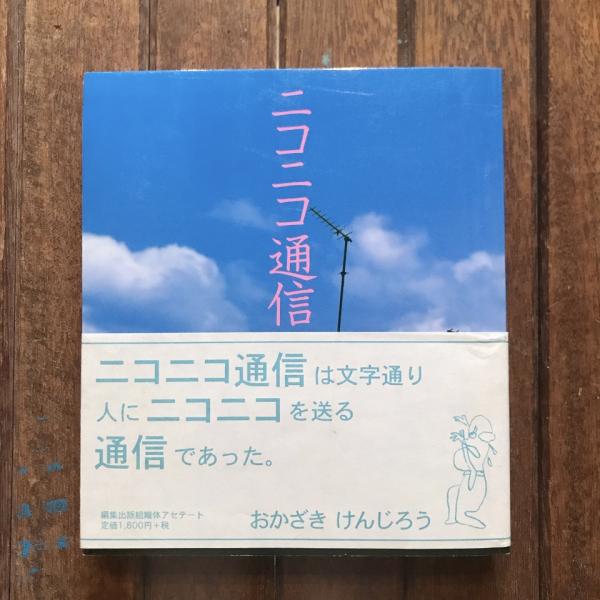 ニコニコ通信
ニコニコ通信は文字通り
人にニコニコを送る
通信であった。
編集出版組織体アセテート
定価1,800円+税
おかざき けんじろう